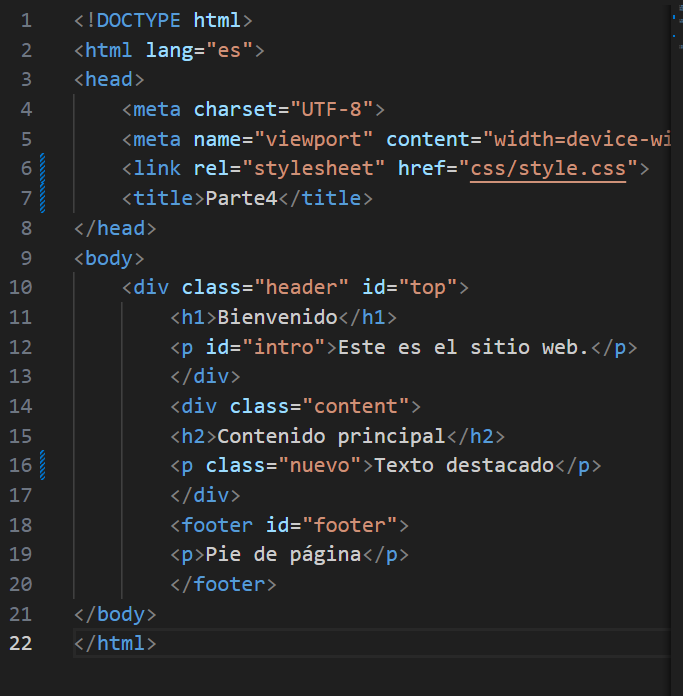 1 <!DOCTYPE html>
2 <html lang="es">
3 <head>
4     <meta charset="UTF-8">
5     <meta name="viewport" content="width=device-wi
6     <link rel="stylesheet" href="css/style.css">
7     <title>Parte4</title>
8 </head>
9 <body>
10     <div class="header" id="top">
11         <h1>Bienvenido</h1>
12         <p id="intro">Este es el sitio web.</p>
13         </div>
14         <div class="content">
15         <h2>Contenido principal</h2>
16         <p class="nuevo">Texto destacado</p>
17         </div>
18         <footer id="footer">
19         <p>Pie de página</p>
20         </footer>
21 </body>
22 </html>